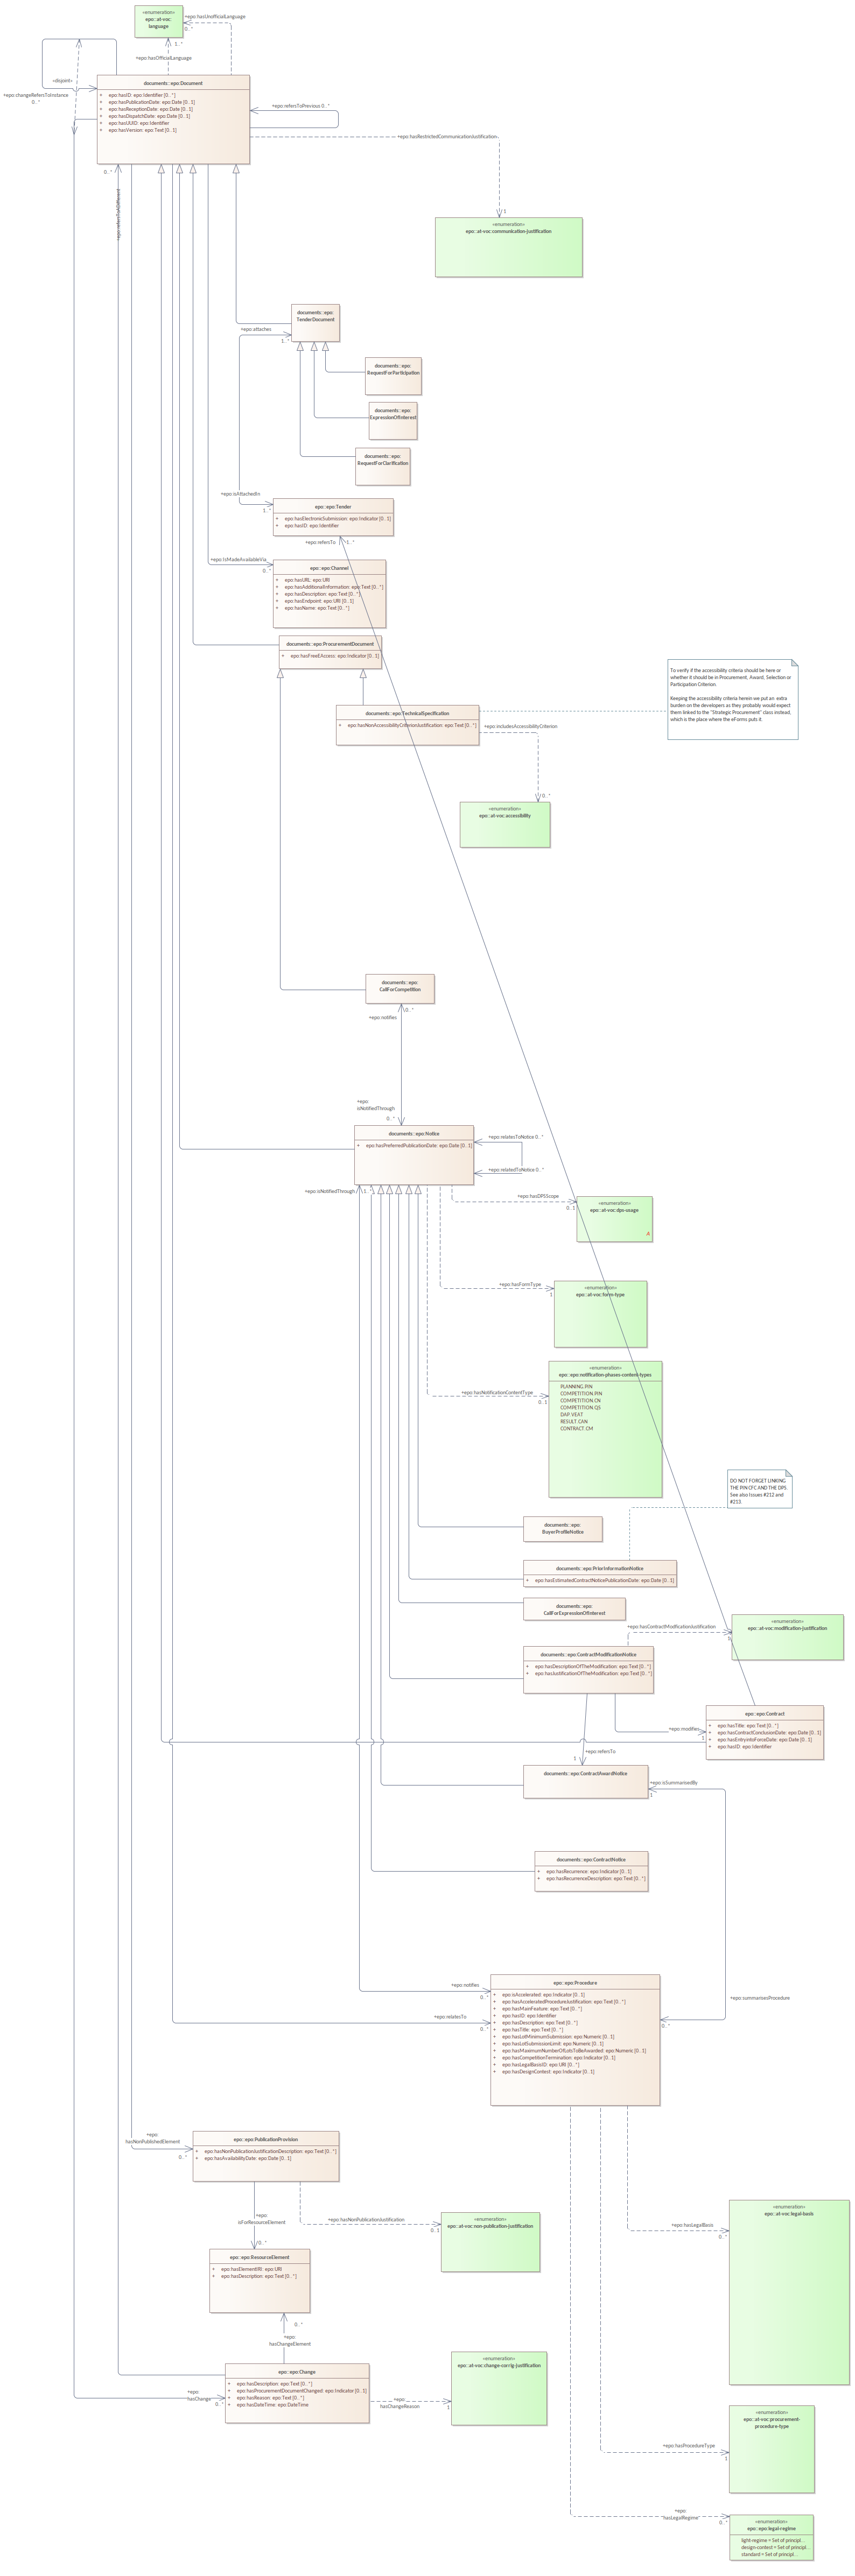 «enumeration»
epo::at-voc:
language
+epo:hasUnofficialLanguage
0..*
1..*
+epo:hasOfficialLanguage
«disjoint»
+epo:changeRefersToInstance
0..*
documents::epo:Document
+ epo:hasID: epo:Identifier [0..*]
+ epo:hasPublicationDate: epo:Date [0..1]
+ epo:hasReceptionDate: epo:Date [0..1]
+ epo:hasDispatchDate: epo:Date [0..1]
+ epo:hasUUID: epo:Identifier
+ epo:hasVersion: epo:Text [0..1]
+epo:refersToPrevious 0..*
+epo:hasRestrictedCommunicationJustification
1
0..*
+epo:refersToADifferent
«enumeration»
epo::at-voc:communication-justification
documents::epo:
TenderDocument
+epo:attaches
1..*
documents::epo:
RequestForParticipation
documents::epo:
ExpressionOfInterest
documents::epo:
RequestForClarification
+epo:isAttachedIn
1..*
epo::epo:Tender
+ epo:hasElectronicSubmission: epo:Indicator [0..1]
+ epo:hasID: epo:Identifier
+epo:refersTo
1..*
+epo:IsMadeAvailableVia
0..*
epo::epo:Channel
+ epo:hasURL: epo:URI
+ epo:hasAdditionalInformation: epo:Text [0..*]
+ epo:hasDescription: epo:Text [0..*]
+ epo:hasEndpoint: epo:URI [0..1]
+ epo:hasName: epo:Text [0..*]
documents::epo:ProcurementDocument
+ epo:hasFreeEAccess: epo:Indicator [0..1]
To verify if the accessibility criteria should be here or
whether it should be in Procurement, Award, Selection or
Participation Criterion.
Keeping the accessibility criteria herein we put an extra
burden on the developers as they probably would expect
them linked to the "Strategic Procurement" class instead,
which is the place where the eForms puts it.
documents::epo:TechnicalSpecification
+ epo:hasNonAccessibilityCriterionJustification: epo:Text [0..*]
+epo:includesAccessibilityCriterion
0..*
«enumeration»
epo::at-voc:accessibility
documents::epo:
CallForCompetition
0..*
+epo:notifies
+epo:
isNotifiedThrough
0..*
documents::epo:Notice
+ epo:hasPreferredPublicationDate: epo:Date [0..1]
+epo:relatesToNotice 0..*
+epo:relatedToNotice 0..*
+epo:isNotifiedThrough
1..*
+epo:hasDPSScope
0..1
«enumeration»
epo::at-voc:dps-usage
+epo:hasFormType
1
«enumeration»
epo::at-voc:form-type
«enumeration»
epo::epo:notification-phases-content-types
PLANNING.PIN
COMPETITION.PIN
COMPETITION.CN
COMPETITION.QS
DAP.VEAT
RESULT.CAN
CONTRACT.CM
+epo:hasNotificationContentType
0..1
DO NOT FORGET LINKING
THE PIN CFC AND THE DPS.
See also Issues #212 and
#213.
documents::epo:
BuyerProfileNotice
documents::epo:PriorInformationNotice
+ epo:hasEstimatedContractNoticePublicationDate: epo:Date [0..1]
documents::epo:
CallForExpressionOfInterest
+epo:hasContractModificationJustification
1
«enumeration»
epo::at-voc:modification-justification
documents::epo:ContractModificationNotice
+ epo:hasDescriptionOfTheModification: epo:Text [0..*]
+ epo:hasJustificationOfTheModification: epo:Text [0..*]
epo::epo:Contract
+ epo:hasTitle: epo:Text [0..*]
+ epo:hasContractConclusionDate: epo:Date [0..1]
+ epo:hasEntryIntoForceDate: epo:Date [0..1]
+ epo:hasID: epo:Identifier
+epo:modifies
1
+epo:refersTo
1
documents::epo:ContractAwardNotice
+epo:isSummarisedBy
1
documents::epo:ContractNotice
+ epo:hasRecurrence: epo:Indicator [0..1]
+ epo:hasRecurrenceDescription: epo:Text [0..*]
epo::epo:Procedure
+ epo:isAccelerated: epo:Indicator [0..1]
+ epo:hasAcceleratedProcedureJustification: epo:Text [0..*]
+ epo:hasMainFeature: epo:Text [0..*]
+ epo:hasID: epo:Identifier
+ epo:hasDescription: epo:Text [0..*]
+ epo:hasTitle: epo:Text [0..*]
+ epo:hasLotMinimumSubmission: epo:Numeric [0..1]
+ epo:hasLotSubmissionLimit: epo:Numeric [0..1]
+ epo:hasMaximumNumberOfLotsToBeAwarded: epo:Numeric [0..1]
+ epo:hasCompetitionTermination: epo:Indicator [0..1]
+ epo:hasLegalBasisID: epo:URI [0..*]
+ epo:hasDesignContest: epo:Indicator [0..1]
+epo:notifies
0..*
+epo:relatesTo
0..*
+epo:summarisesProcedure
0..*
+epo:
hasNonPublishedElement
0..*
epo::epo:PublicationProvision
+ epo:hasNonPublicationJustificationDescription: epo:Text [0..*]
+ epo:hasAvailabilityDate: epo:Date [0..1]
+epo:
isForResourceElement
0..*
+epo:hasNonPublicationJustification
0..1
«enumeration»
epo::at-voc:non-publication-justification
+epo:hasLegalBasis
0..*
«enumeration»
epo::at-voc:legal-basis
epo::epo:ResourceElement
+ epo:hasElementIRI: epo:URI
+ epo:hasDescription: epo:Text [0..*]
0..*
+epo:
hasChangeElement
epo::epo:Change
+ epo:hasDescription: epo:Text [0..*]
+ epo:hasProcurementDocumentChanged: epo:Indicator [0..1]
+ epo:hasReason: epo:Text [0..*]
+ epo:hasDateTime: epo:DateTime
+epo:
hasChange
0..*
+epo:
hasChangeReason
1
«enumeration»
epo::at-voc:change-corrig-justification
«enumeration»
epo::at-voc:procurement-
procedure-type
+epo:hasProcedureType
1
+epo:
hasLegalRegime
0..*
«enumeration»
epo::epo:legal-regime
light-regime = Set of principl...
design-contest = Set of principl...
standard = Set of principl...